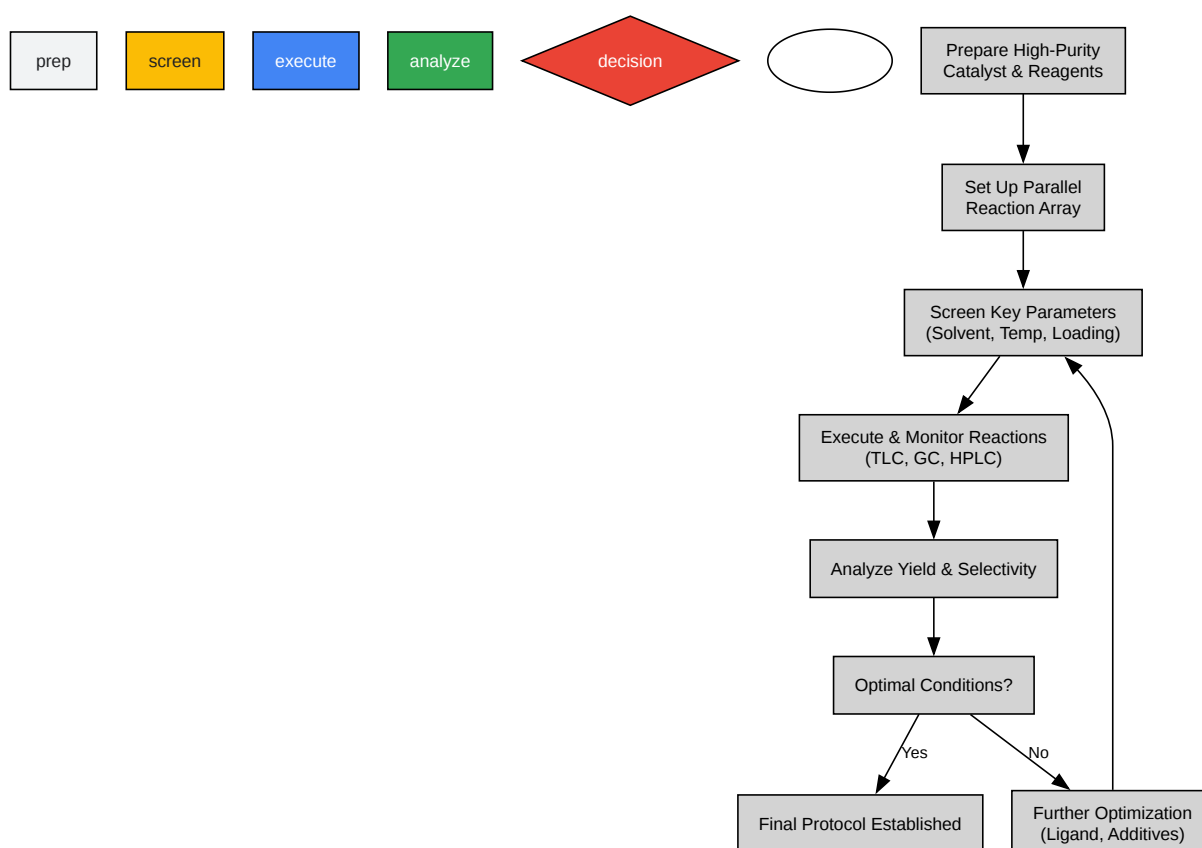 prep
screen
execute
analyze
decision
Prepare High-Purity
Catalyst & Reagents
Set Up Parallel
Reaction Array
Screen Key Parameters
(Solvent, Temp, Loading)
Execute & Monitor Reactions
(TLC, GC, HPLC)
Analyze Yield & Selectivity
Optimal Conditions?
Yes
No
Final Protocol Established
Further Optimization
(Ligand, Additives)